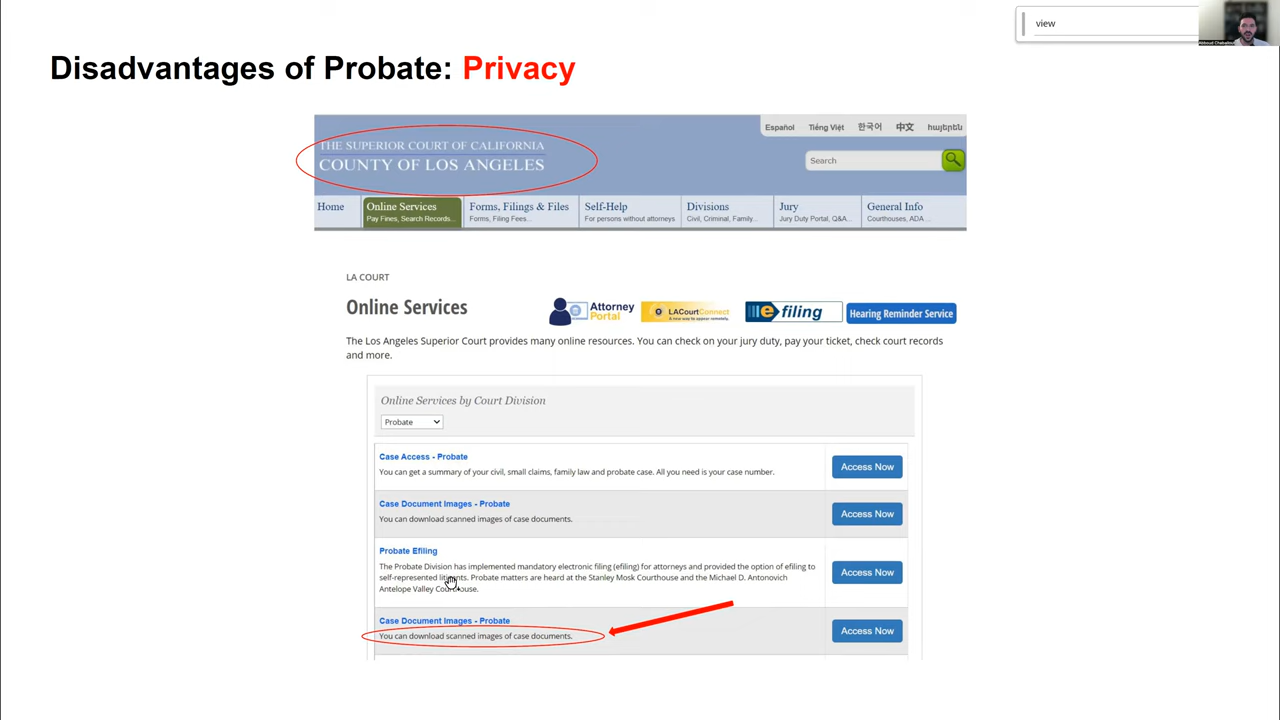 view
Disadvantages of Probate: Privacy
THE SUPERIOR COURT OF CALIFORNIA
COUNTY OF LOS ANGELES
Español Tiếng Việt 한국어 中文 հայերեն
Search
Home
Online Services
Pay Fines, Search Records...
Forms, Filings & Files
Forms, Filing Fees...
Self-Help
For persons without attorneys
Divisions
Civil, Criminal, Family...
Jury
Jury Duty Portal, Q&A...
General Info
Courthouses, ADA ...
LA COURT
Online Services
Attorney
Portal
LACourtConnect
A new way to appear remotely.
e-filing
Hearing Reminder Service
The Los Angeles Superior Court provides many online resources. You can check on your jury duty, pay your ticket, check court records
and more.
Online Services by Court Division
Probate
Case Access - Probate
You can get a summary of your civil, small claims, family law and probate case. All you need is your case number.
Access Now
Case Document Images - Probate
You can download scanned images of case documents.
Access Now
Probate Efiling
The Probate Division has implemented mandatory electronic filing (efiling) for attorneys and provided the option of efiling to
self-represented litigants. Probate matters are heard at the Stanley Mosk Courthouse and the Michael D. Antonovich
Antelope Valley Courthouse.
Access Now
Case Document Images - Probate
You can download scanned images of case documents.
Access Now